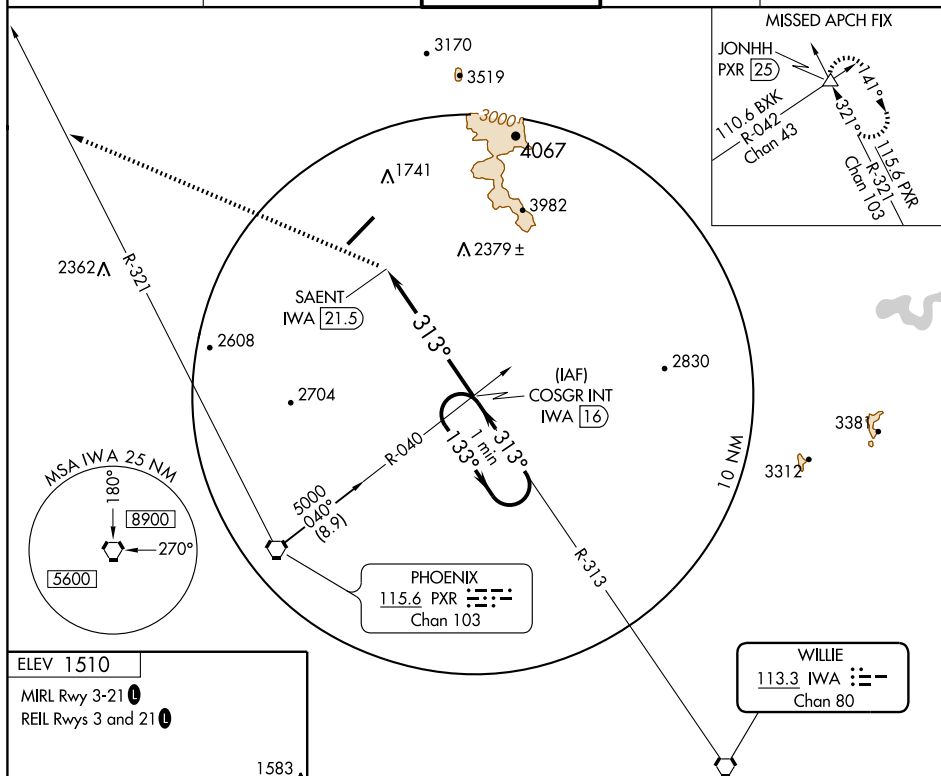 MISSED APCH FIX
JONHH
PXR 25
141°
321°
110.6 BXK
R-042
Chan 43
115.6 PXR
R-321
Chan 103
3170
3519
3000
4067
1741
3982
2379 ±
2362
R-321
SAENT
IWA 21.5
313°
2608
2704
(IAF)
COSGR INT
IWA 16
2830
3381
3312
R-040
1 min
133°
313°
10 NM
5000
040°
(8.9)
MSA IWA 25 NM
180°
8900
270°
5600
R-313
PHOENIX
115.6 PXR
Chan 103
WILLIE
113.3 IWA
Chan 80
ELEV 1510
MIRL Rwy 3-21 L
REIL Rwys 3 and 21 L
1583